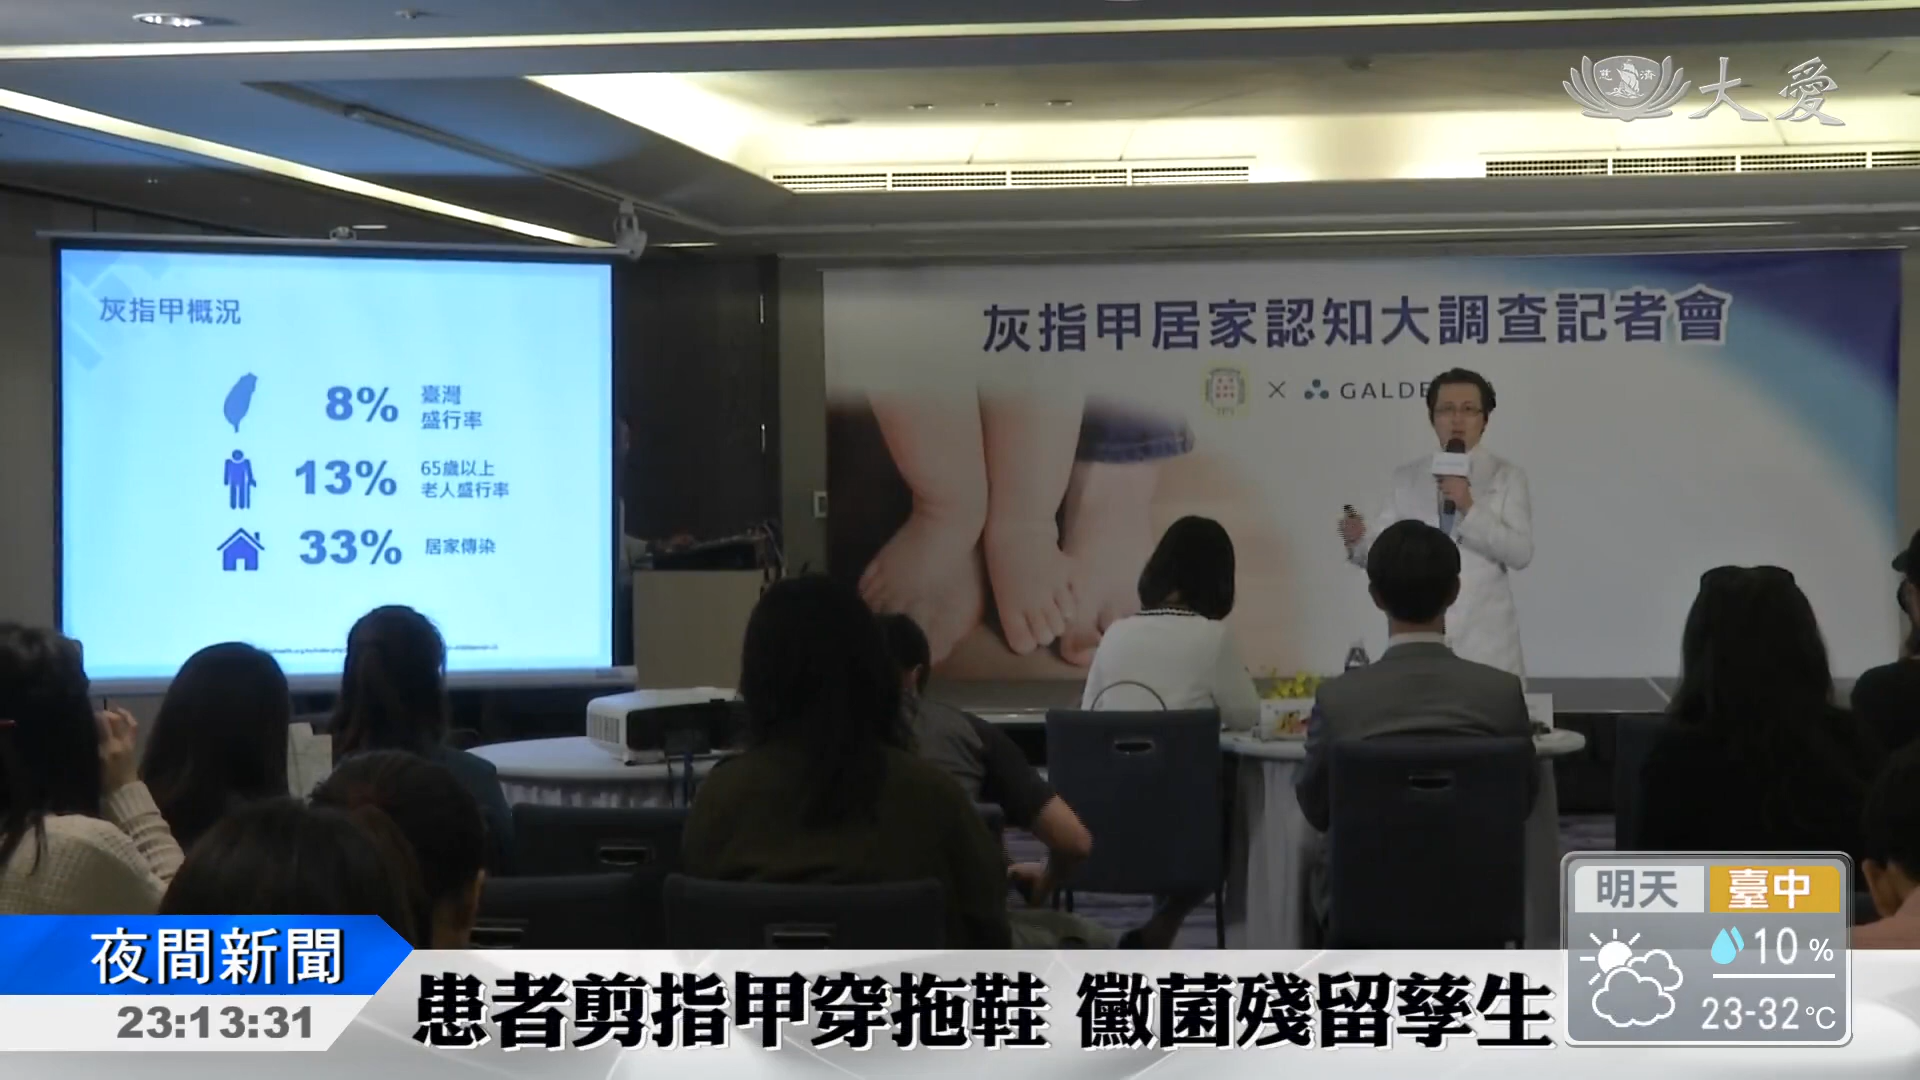 慈濟 大愛
灰指甲概況
8% 臺灣
盛行率
13% 65歲以上
老人盛行率
33% 居家傳染
灰指甲居家認知大調查記者會
× GALDE
夜間新聞
23:13:31
患者剪指甲穿拖鞋 黴菌殘留孳生
明天 臺中
10%
23-32°C